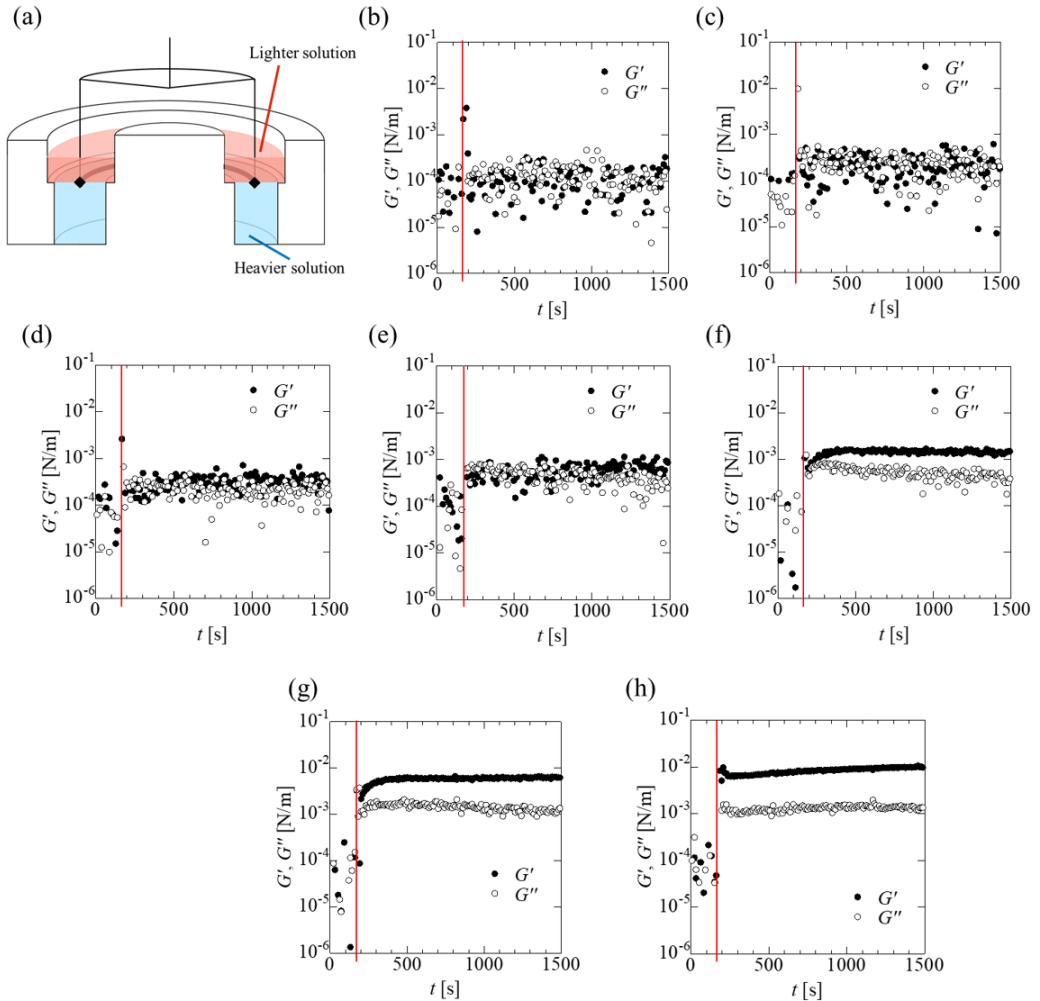 (a)
Lighter solution
Heavier solution
(b)
G′, G″ [N/m]
10⁻¹
10⁻²
10⁻³
10⁻⁴
10⁻⁵
10⁻⁶
G′
G″
0 500 1000 1500
t [s]
(c)
G′, G″ [N/m]
10⁻¹
10⁻²
10⁻³
10⁻⁴
10⁻⁵
10⁻⁶
G′
G″
0 500 1000 1500
t [s]
(d)
G′, G″ [N/m]
10⁻¹
10⁻²
10⁻³
10⁻⁴
10⁻⁵
10⁻⁶
G′
G″
0 500 1000 1500
t [s]
(e)
G′, G″ [N/m]
10⁻¹
10⁻²
10⁻³
10⁻⁴
10⁻⁵
10⁻⁶
G′
G″
0 500 1000 1500
t [s]
(f)
G′, G″ [N/m]
10⁻¹
10⁻²
10⁻³
10⁻⁴
10⁻⁵
10⁻⁶
G′
G″
0 500 1000 1500
t [s]
(g)
G′, G″ [N/m]
10⁻¹
10⁻²
10⁻³
10⁻⁴
10⁻⁵
10⁻⁶
G′
G″
0 500 1000 1500
t [s]
(h)
G′, G″ [N/m]
10⁻¹
10⁻²
10⁻³
10⁻⁴
10⁻⁵
10⁻⁶
G′
G″
0 500 1000 1500
t [s]